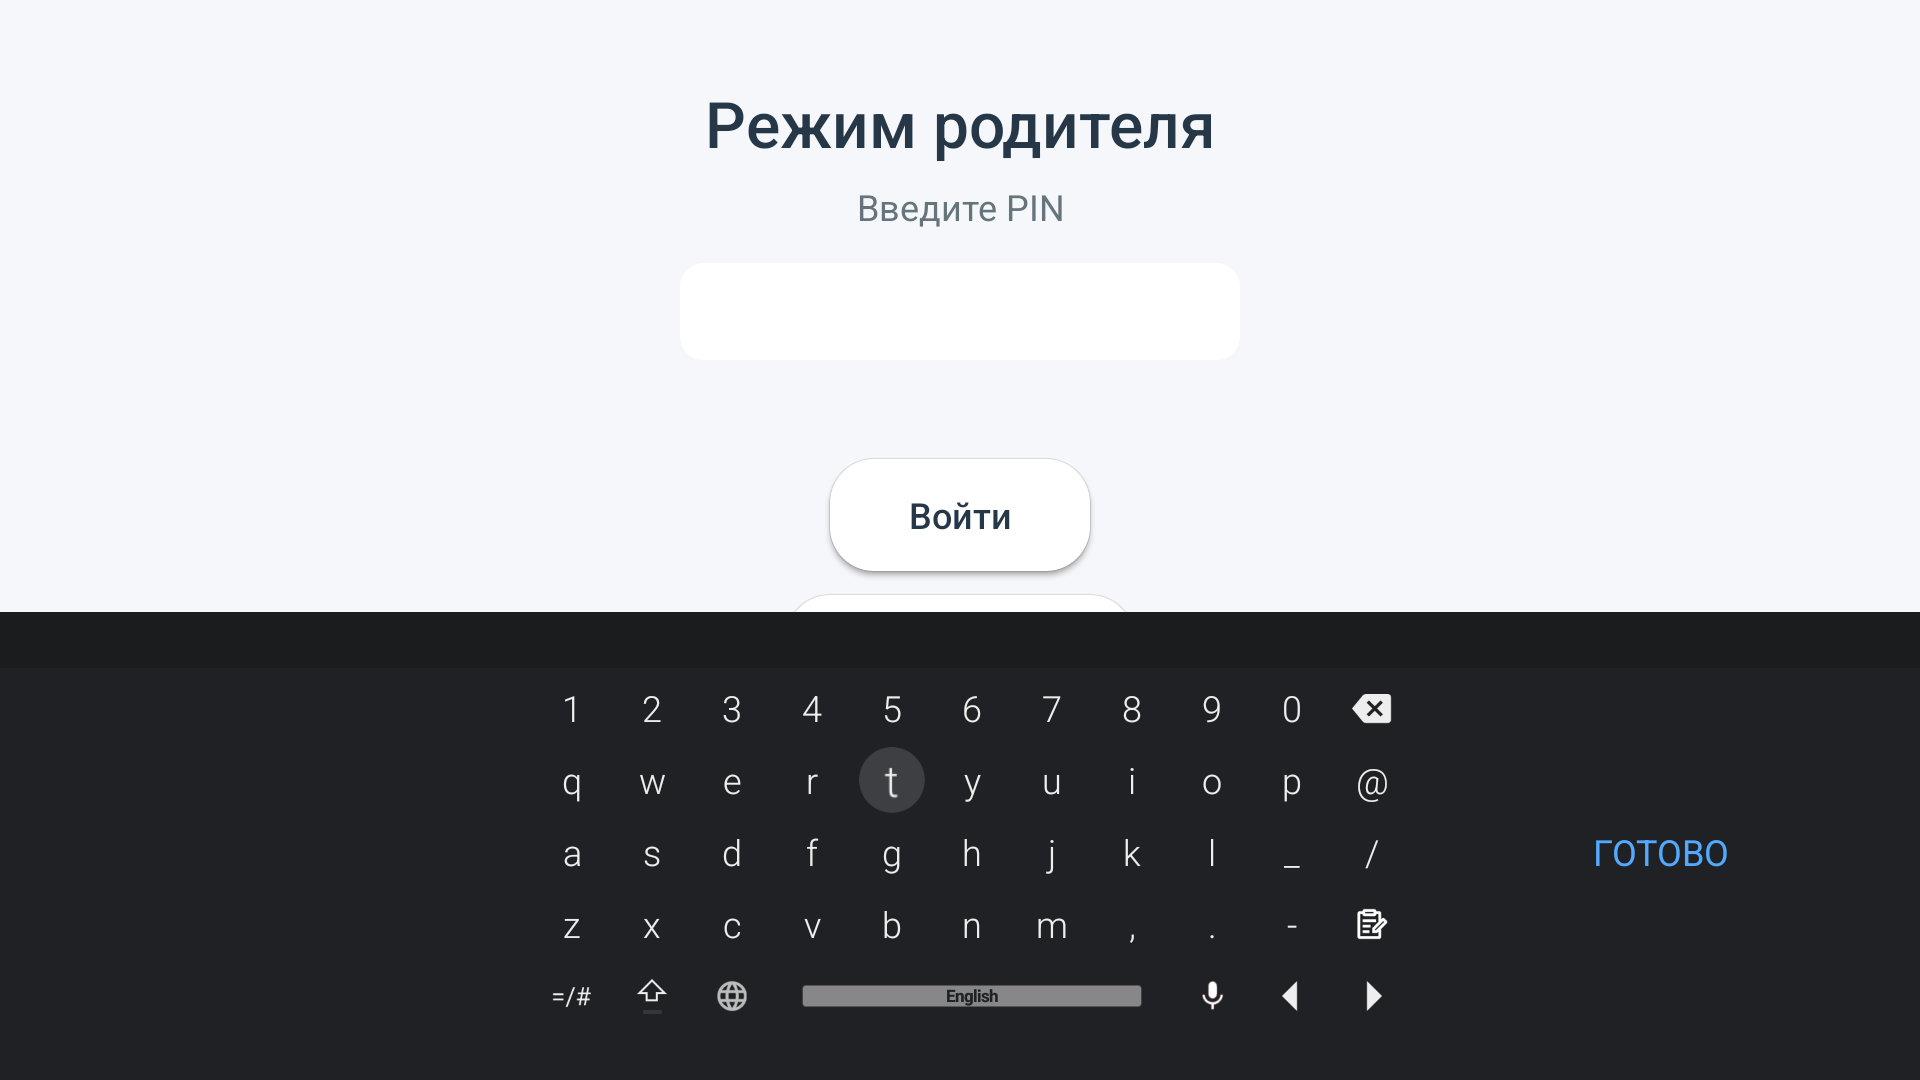 Режим родителя
Введите PIN
Войти
1 2 3 4 5 6 7 8 9 0
q w e r t y u i o p @
a s d f g h j k l _ /
ГОТОВО
z x c v b n m , . -
=/# English